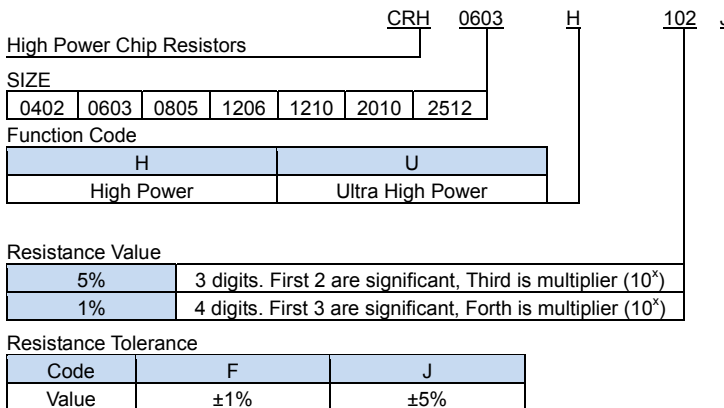 CRH 0603 H 102
High Power Chip Resistors
SIZE
0402 0603 0805 1206 1210 2010 2512
Function Code
H U
High Power Ultra High Power
Resistance Value
5% 3 digits. First 2 are significant, Third is multiplier (10ˣ)
1% 4 digits. First 3 are significant, Forth is multiplier (10ˣ)
Resistance Tolerance
Code F J
Value ±1% ±5%